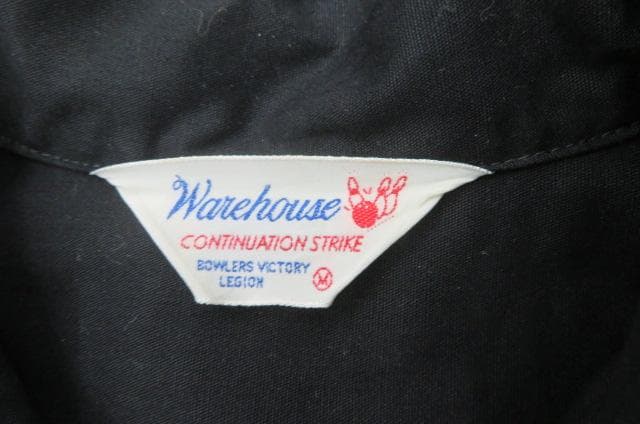 Warehouse
CONTINUATION STRIKE
BOWLERS VICTORY
LEGION M